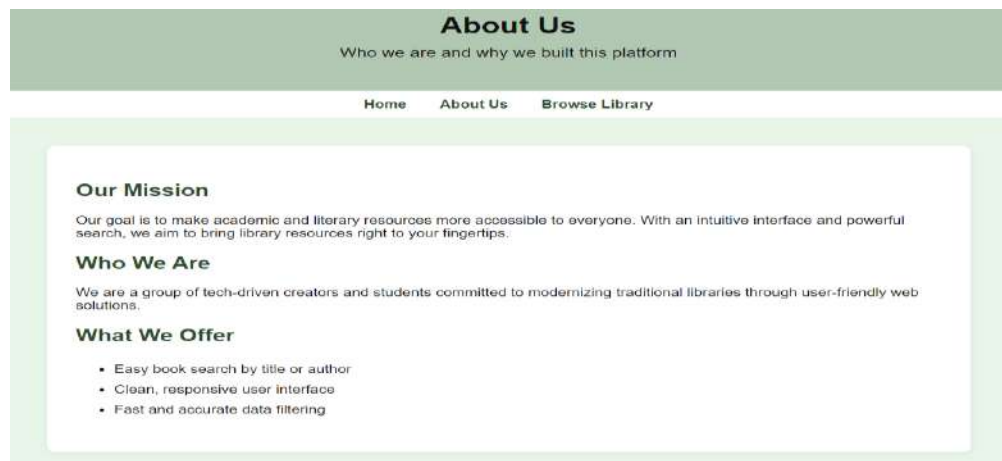 About Us
Who we are and why we built this platform
Home About Us Browse Library
Our Mission
Our goal is to make academic and literary resources more accessible to everyone. With an intuitive interface and powerful
search, we aim to bring library resources right to your fingertips.
Who We Are
We are a group of tech-driven creators and students committed to modernizing traditional libraries through user-friendly web
solutions.
What We Offer
• Easy book search by title or author
• Clean, responsive user interface
• Fast and accurate data filtering